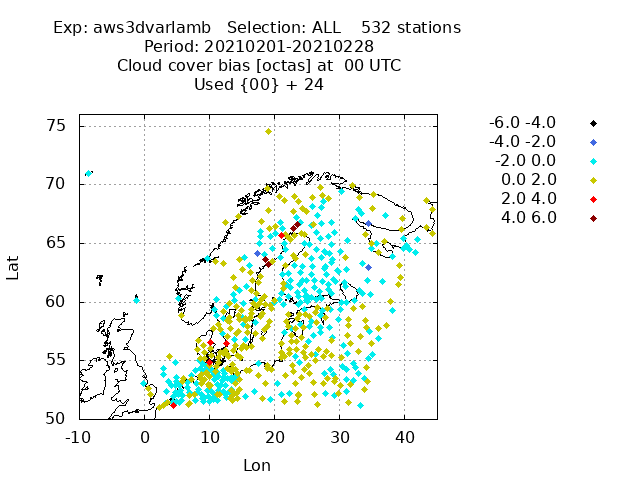 Exp: aws3dvarlamb   Selection: ALL    532 stations
Period: 20210201-20210228
Cloud cover bias [octas] at  00 UTC
Used {00} + 24
-6.0 -4.0
-4.0 -2.0
-2.0 0.0
0.0 2.0
2.0 4.0
4.0 6.0
75
70
65
60
55
50
Lat
-10 0 10 20 30 40
Lon